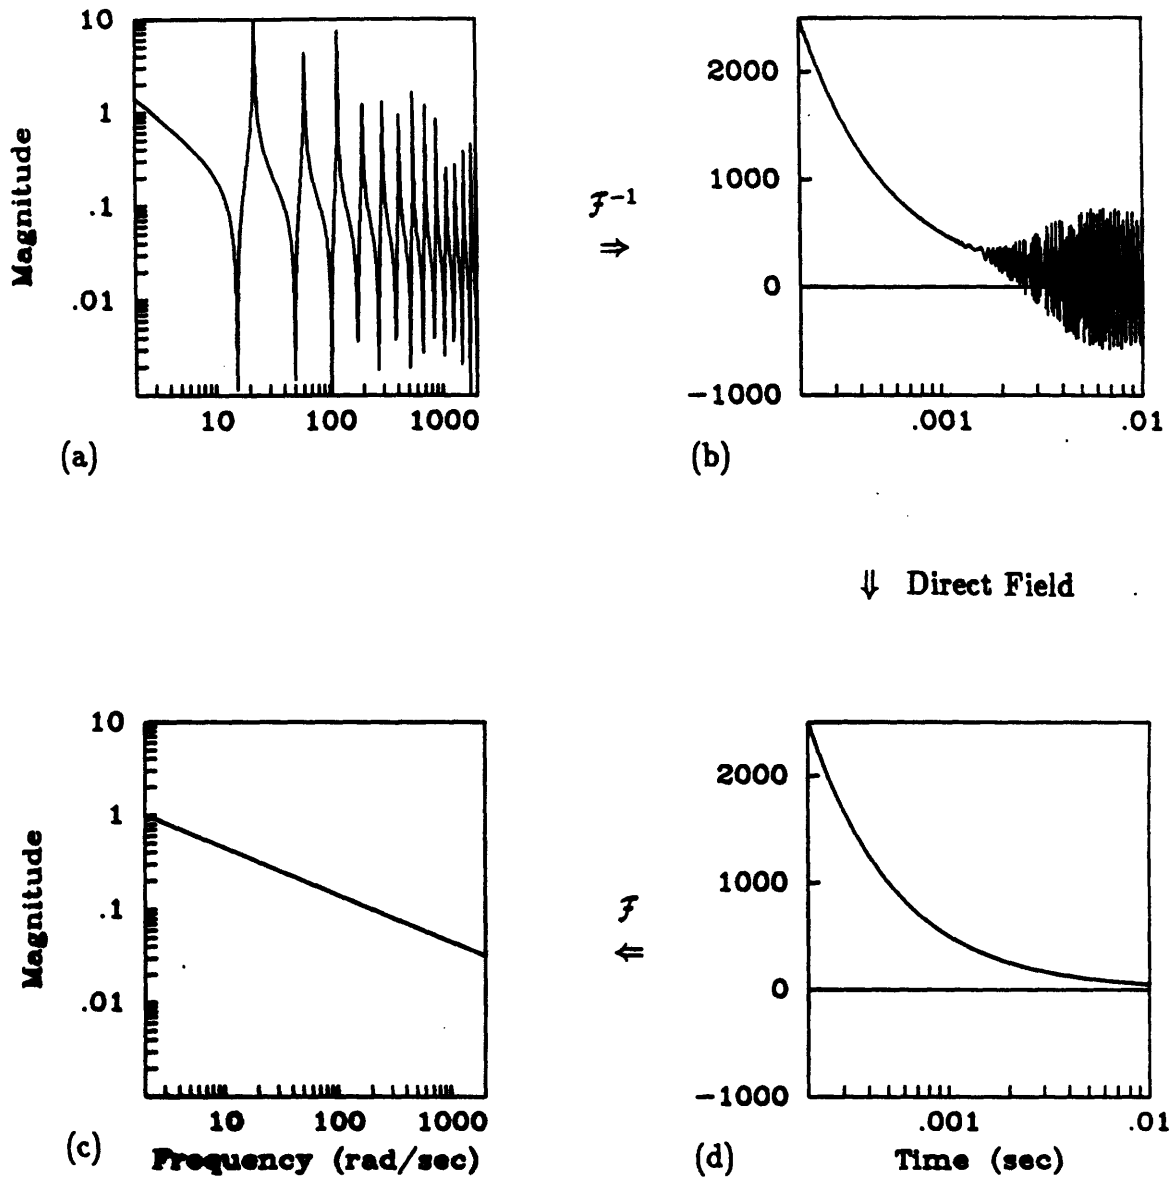 10
1
.1
.01
Magnitude
10 100 1000
(a)
ℱ⁻¹
⇒
2000
1000
0
−1000
.001 .01
(b)
⇓ Direct Field
10
1
.1
.01
Magnitude
10 100 1000
Frequency (rad/sec)
(c)
ℱ
⇐
2000
1000
0
−1000
.001 .01
Time (sec)
(d)